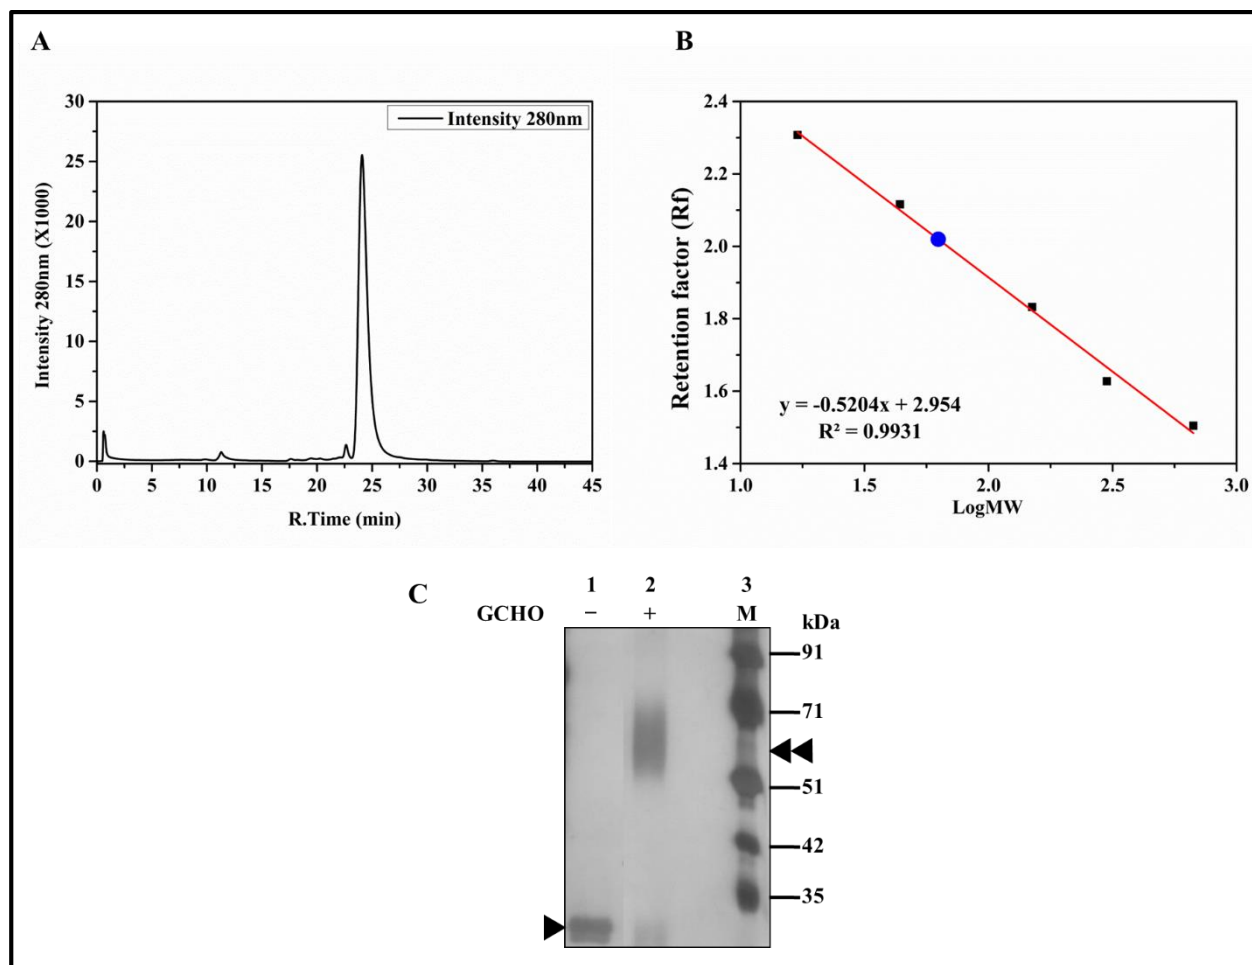 A
B
30
25
20
15
10
5
0
Intensity 280nm (X1000)
Intensity 280nm
0 5 10 15 20 25 30 35 40 45
R.Time (min)
2.4
2.2
2.0
1.8
1.6
1.4
Retention factor (Rf)
y = -0.5204x + 2.954
R² = 0.9931
1.0 1.5 2.0 2.5 3.0
LogMW
C
1 2 3
GCHO − + M kDa
91
71
51
42
35